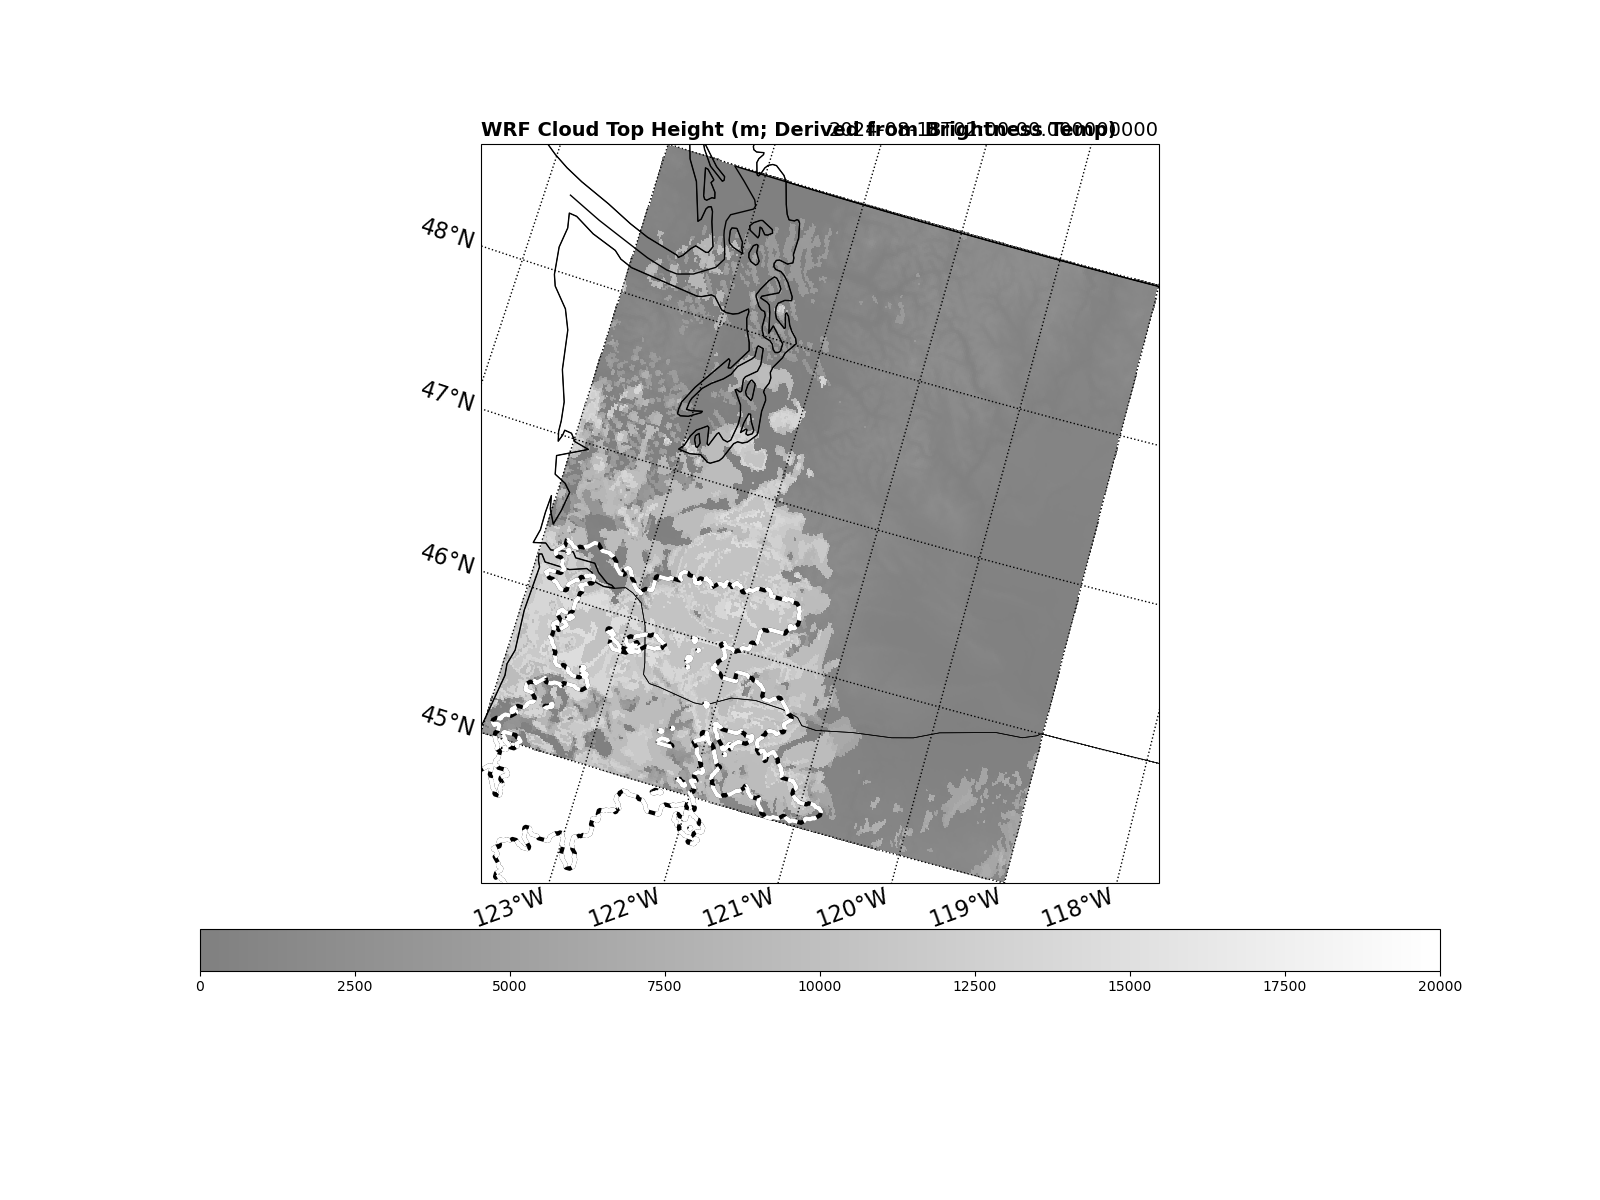 WRF Cloud Top Height (m; Derived from Brightness Temp)
48°N
47°N
46°N
45°N
123°W 122°W 121°W 120°W 119°W 118°W
0 2500 5000 7500 10000 12500 15000 17500 20000